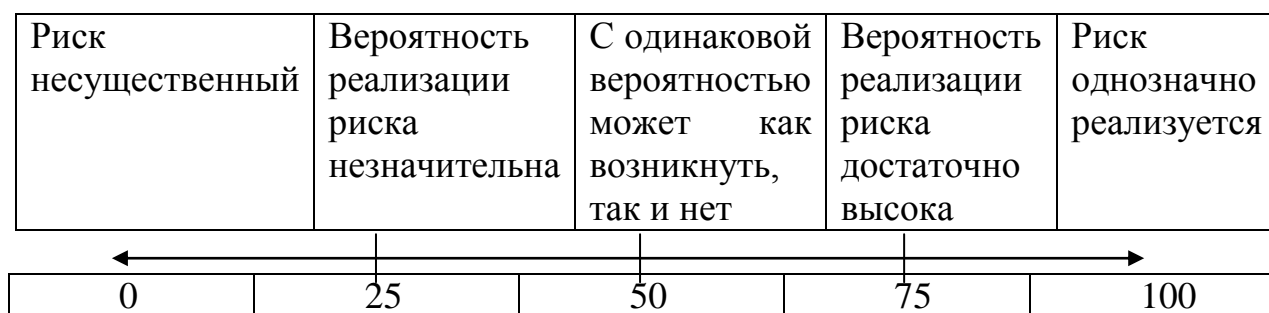 Риск
несущественный
Вероятность
реализации
риска
незначительна
С одинаковой
вероятностью
может как
возникнуть,
так и нет
Вероятность
реализации
риска
достаточно
высока
Риск
однозначно
реализуется
0 25 50 75 100